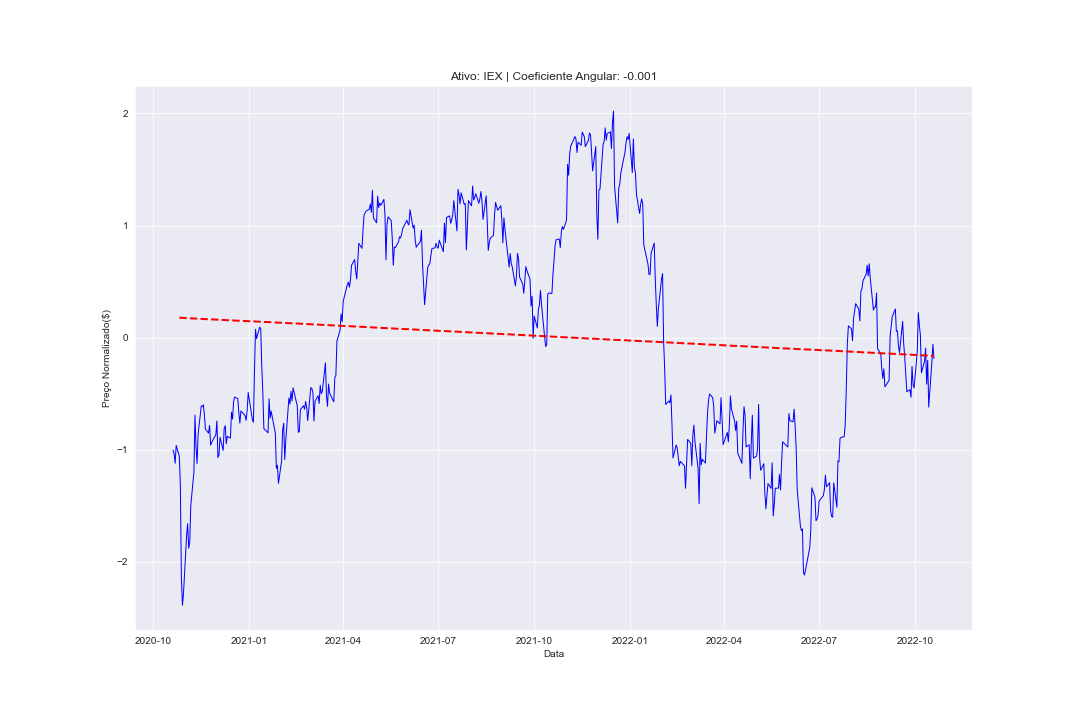 Ativo: IEX | Coeficiente Angular: -0.001
Preço Normalizado($)
2
1
0
−1
−2
2020-10 2021-01 2021-04 2021-07 2021-10 2022-01 2022-04 2022-07 2022-10
Data